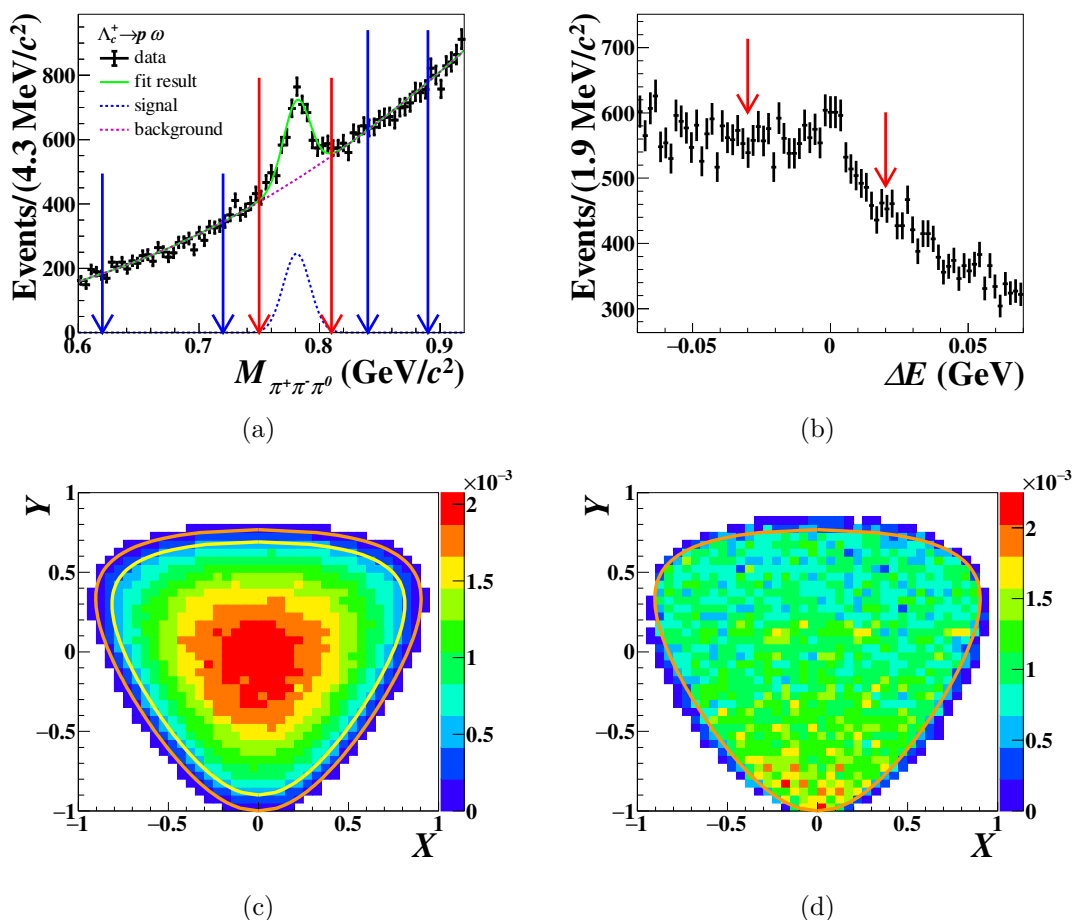 Λc+→p ω
data
fit result
signal
background
Events/(4.3 MeV/c²)
0
200
400
600
800
0.6 0.7 0.8 0.9
Mπ+π-π0 (GeV/c²)
(a)
Events/(1.9 MeV/c²)
300
400
500
600
700
−0.05 0 0.05
ΔE (GeV)
(b)
Y
1
0.5
0
−0.5
−1
−1 −0.5 0 0.5 1
X
×10−3
2
1.5
1
0.5
0
(c)
Y
1
0.5
0
−0.5
−1
−1 −0.5 0 0.5 1
X
×10−3
2
1.5
1
0.5
0
(d)